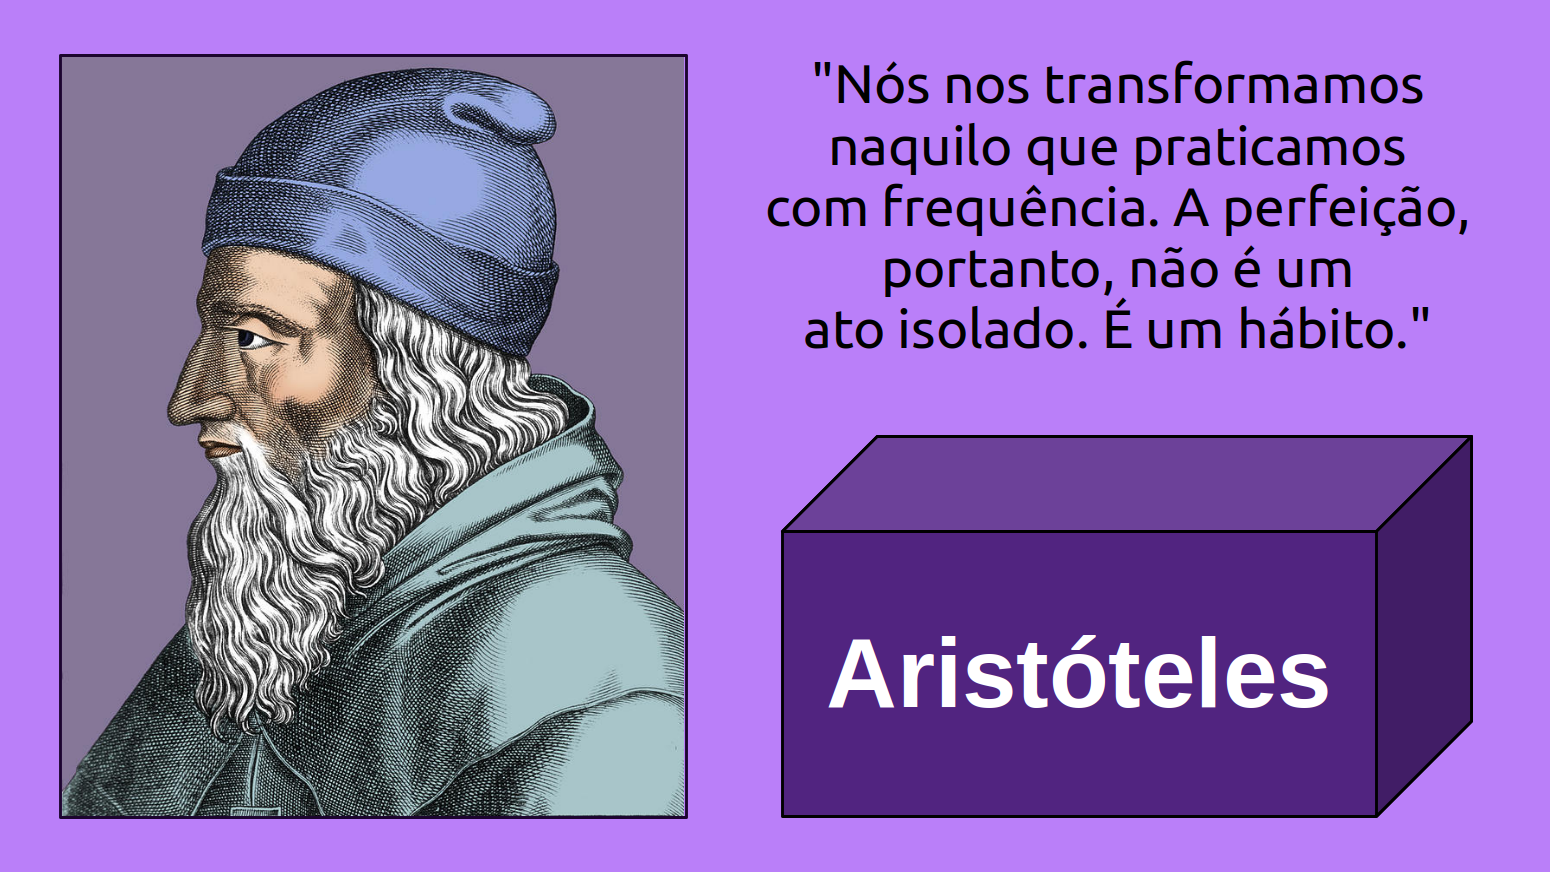 "Nós nos transformamos
naquilo que praticamos
com frequência. A perfeição,
portanto, não é um
ato isolado. É um hábito."
Aristóteles